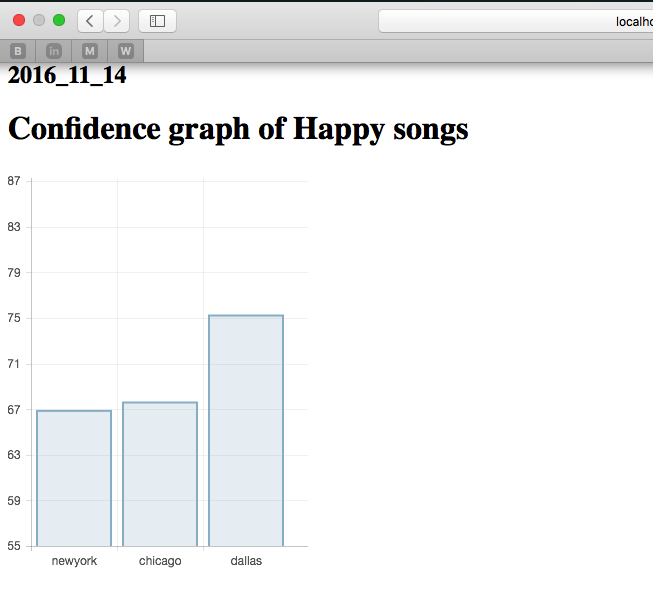 localho
B in M W
2016_11_14
Confidence graph of Happy songs
87
83
79
75
71
67
63
59
55
newyork chicago dallas